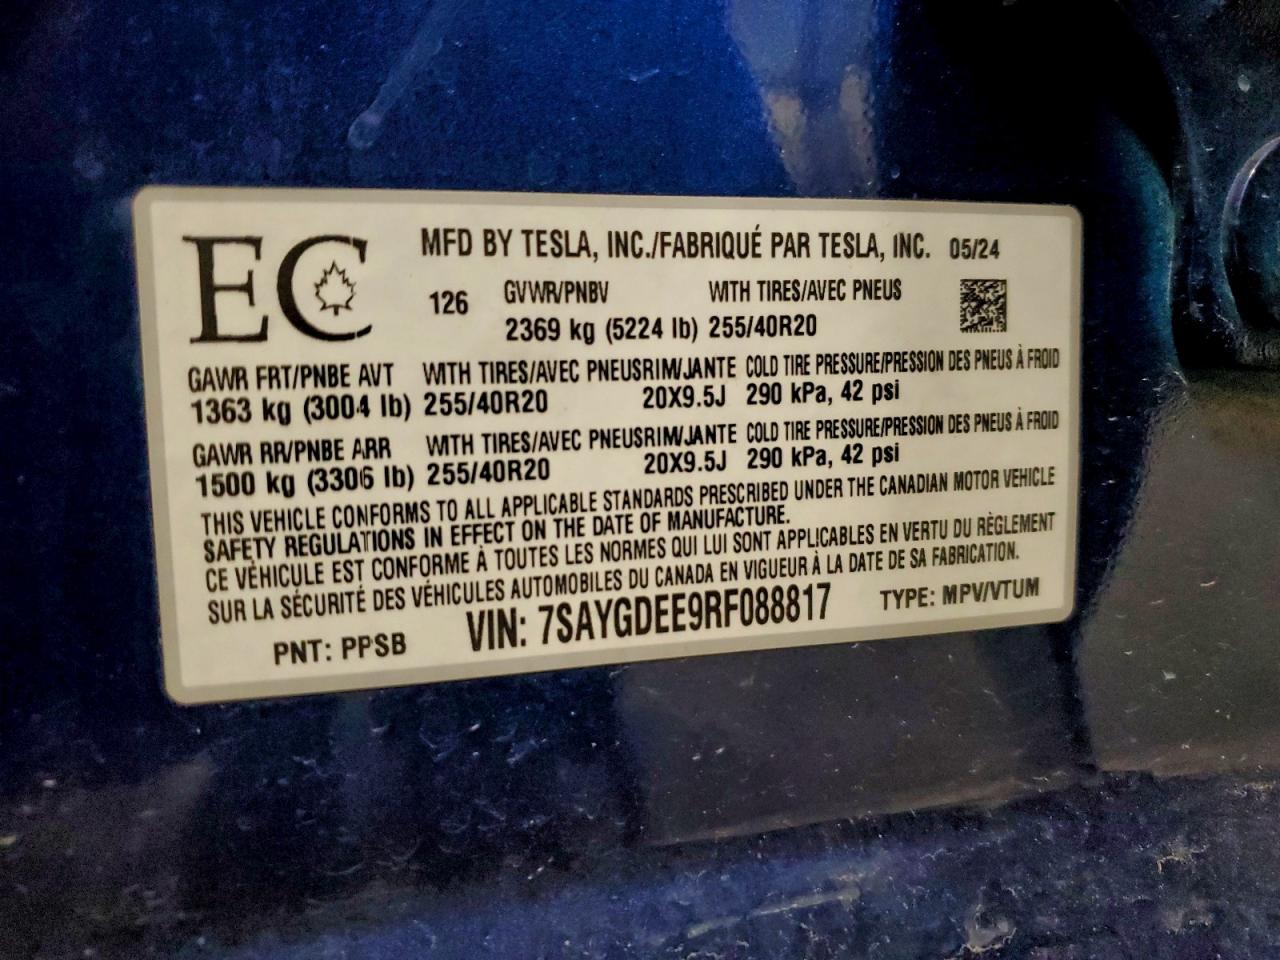 EC
MFD BY TESLA, INC./FABRIQUÉ PAR TESLA, INC. 05/24
126 GVWR/PNBV WITH TIRES/AVEC PNEUS
2369 kg (5224 lb) 255/40R20
GAWR FRT/PNBE AVT WITH TIRES/AVEC PNEUS RIM/JANTE COLD TIRE PRESSURE/PRESSION DES PNEUS À FROID
1363 kg (3004 lb) 255/40R20 20X9.5J 290 kPa, 42 psi
GAWR RR/PNBE ARR WITH TIRES/AVEC PNEUS RIM/JANTE COLD TIRE PRESSURE/PRESSION DES PNEUS À FROID
1500 kg (3306 lb) 255/40R20 20X9.5J 290 kPa, 42 psi
THIS VEHICLE CONFORMS TO ALL APPLICABLE STANDARDS PRESCRIBED UNDER THE CANADIAN MOTOR VEHICLE
SAFETY REGULATIONS IN EFFECT ON THE DATE OF MANUFACTURE.
CE VÉHICULE EST CONFORME À TOUTES LES NORMES QUI LUI SONT APPLICABLES EN VERTU DU RÈGLEMENT
SUR LA SÉCURITÉ DES VÉHICULES AUTOMOBILES DU CANADA EN VIGUEUR À LA DATE DE SA FABRICATION.
PNT: PPSB VIN: 7SAYGDEE9RF088817 TYPE: MPV/VTUM